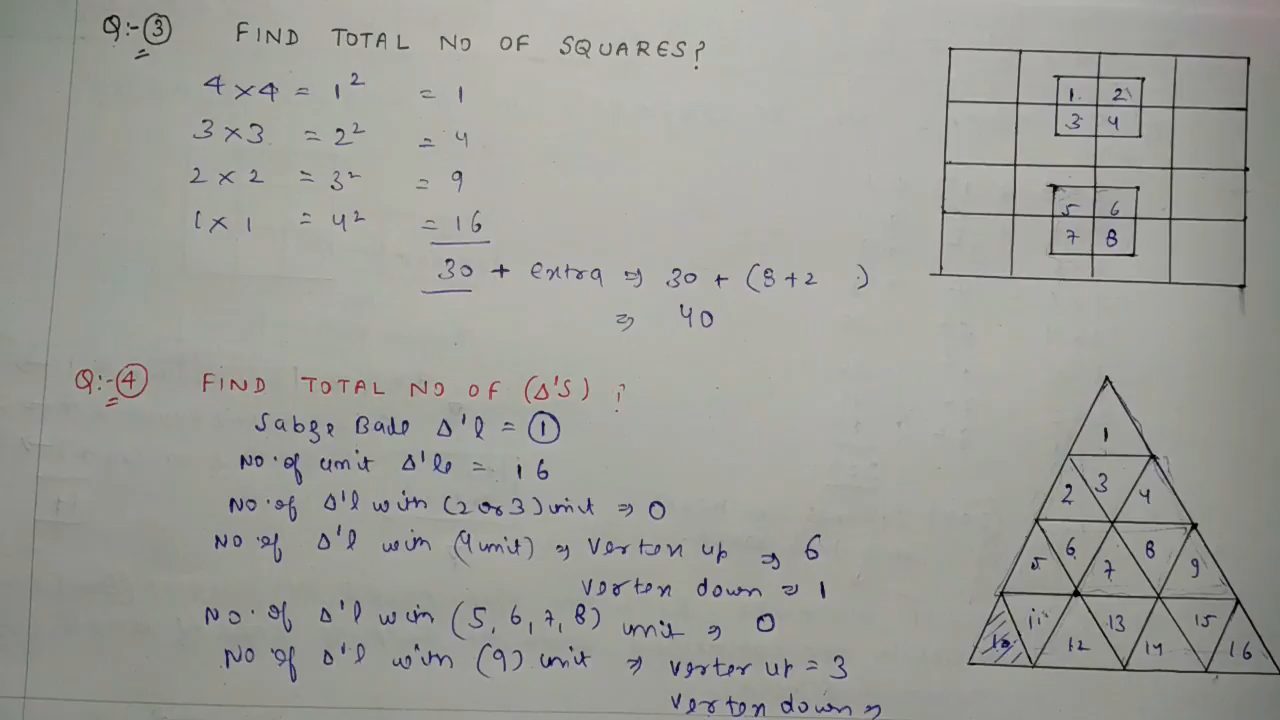 Q:-③ FIND TOTAL NO OF SQUARES?
4 x 4 = 1² = 1
3 x 3 = 2² = 4
2 x 2 = 3² = 9
1 x 1 = 4² = 16
30 + extra ⇒ 30 + (8+2 )
⇒ 40
1 2
3 4
5 6
7 8
Q:-④ FIND TOTAL NO OF (Δ'S) ?
Sabse Bade Δ'l = ①
No. of unit Δ'le = 16
No. of Δ'l with (2 or 3) unit ⇒ 0
No of Δ'l with (4 unit) ⇒ Vertex up ⇒ 6
Vertex down ⇒ 1
No. of Δ'l with (5, 6, 7, 8) unit ⇒ 0
No of Δ'l with (9) unit ⇒ vertex up = 3
Vertex down ⇒
1
2 3 4
5 6 7 8 9
10 11 12 13 14 15 16